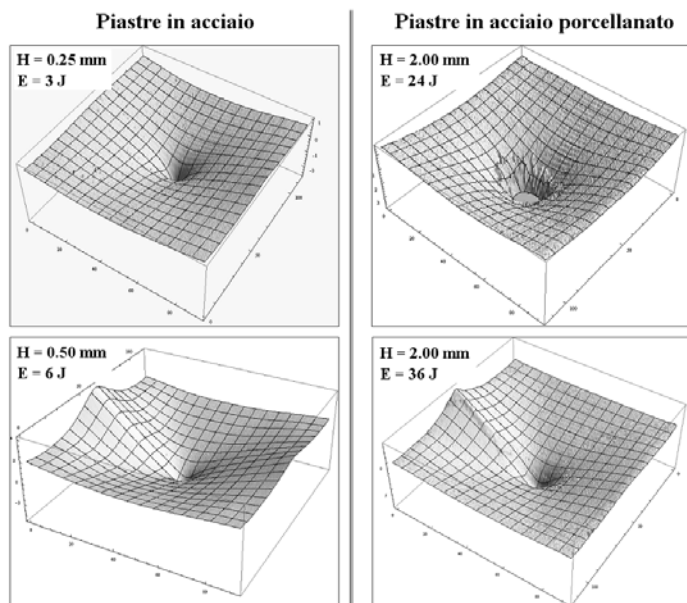 Piastre in acciaio
Piastre in acciaio porcellanato
H = 0.25 mm
E = 3 J
H = 2.00 mm
E = 24 J
H = 0.50 mm
E = 6 J
H = 2.00 mm
E = 36 J